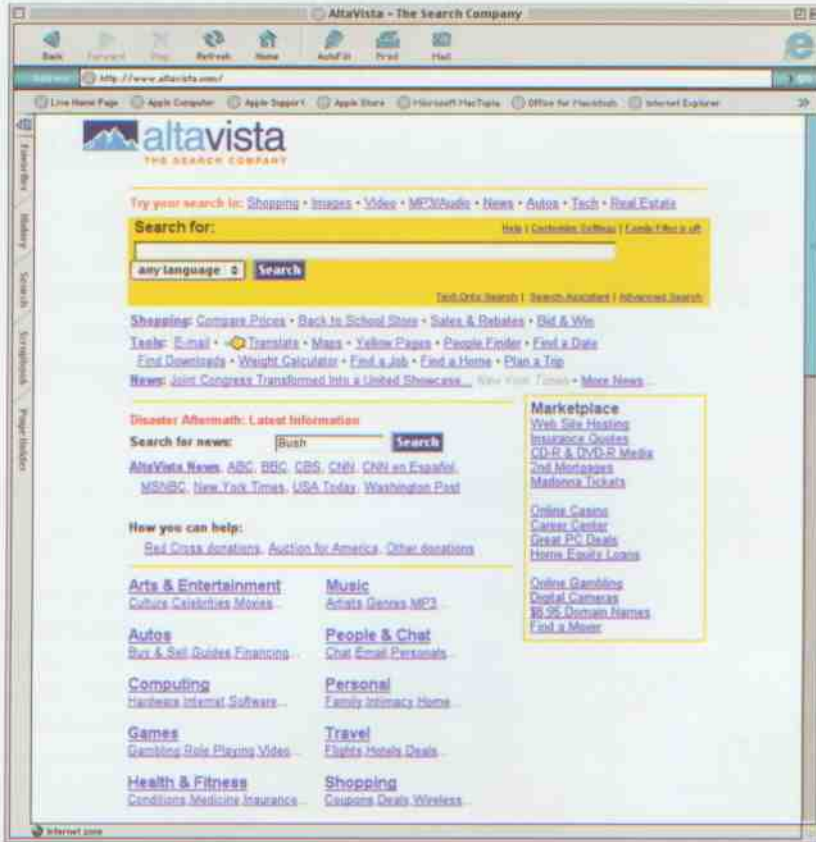 AltaVista - The Search Company
Back Forward Stop Refresh Home AutoFill Print Mail
Address http://www.altavista.com/
Live Home Page Apple Computer Apple Support Apple Store Microsoft MacTopia Office for Macintosh Internet Explorer
Favorites
History
Search
Scrapbook
Page Holder
altavista
THE SEARCH COMPANY
Try your search in: Shopping • Images • Video • MP3/Audio • News • Autos • Tech • Real Estate
Search for: Help | Customize Settings | Family Filter is off
any language Search
Text-Only Search | Search Assistant | Advanced Search
Shopping: Compare Prices • Back to School Store • Sales & Rebates • Bid & Win
Tools: E-mail • Translate • Maps • Yellow Pages • People Finder • Find a Date
Find Downloads • Weight Calculator • Find a Job • Find a Home • Plan a Trip
News: Joint Congress Transformed Into a United Showcase... New York Times • More News...
Disaster Aftermath: Latest Information
Search for news: Bush Search
AltaVista News, ABC, BBC, CBS, CNN, CNN en Español,
MSNBC, New York Times, USA Today, Washington Post
How you can help:
Red Cross donations, Auction for America, Other donations
Marketplace
Web Site Hosting
Insurance Quotes
CD-R & DVD-R Media
2nd Mortgages
Madonna Tickets
Online Casino
Career Center
Great PC Deals
Home Equity Loans
Online Gambling
Digital Cameras
$8.95 Domain Names
Find a Mover
Arts & Entertainment
Culture Celebrities Movies...
Music
Artists Genres MP3...
Autos
Buy & Sell Guides Financing...
People & Chat
Chat Email Personals...
Computing
Hardware Internet Software...
Personal
Family Intimacy Home...
Games
Gambling Role Playing Video...
Travel
Flights Hotels Deals...
Health & Fitness
Conditions Medicine Insurance...
Shopping
Coupons Deals Wireless...
Internet zone